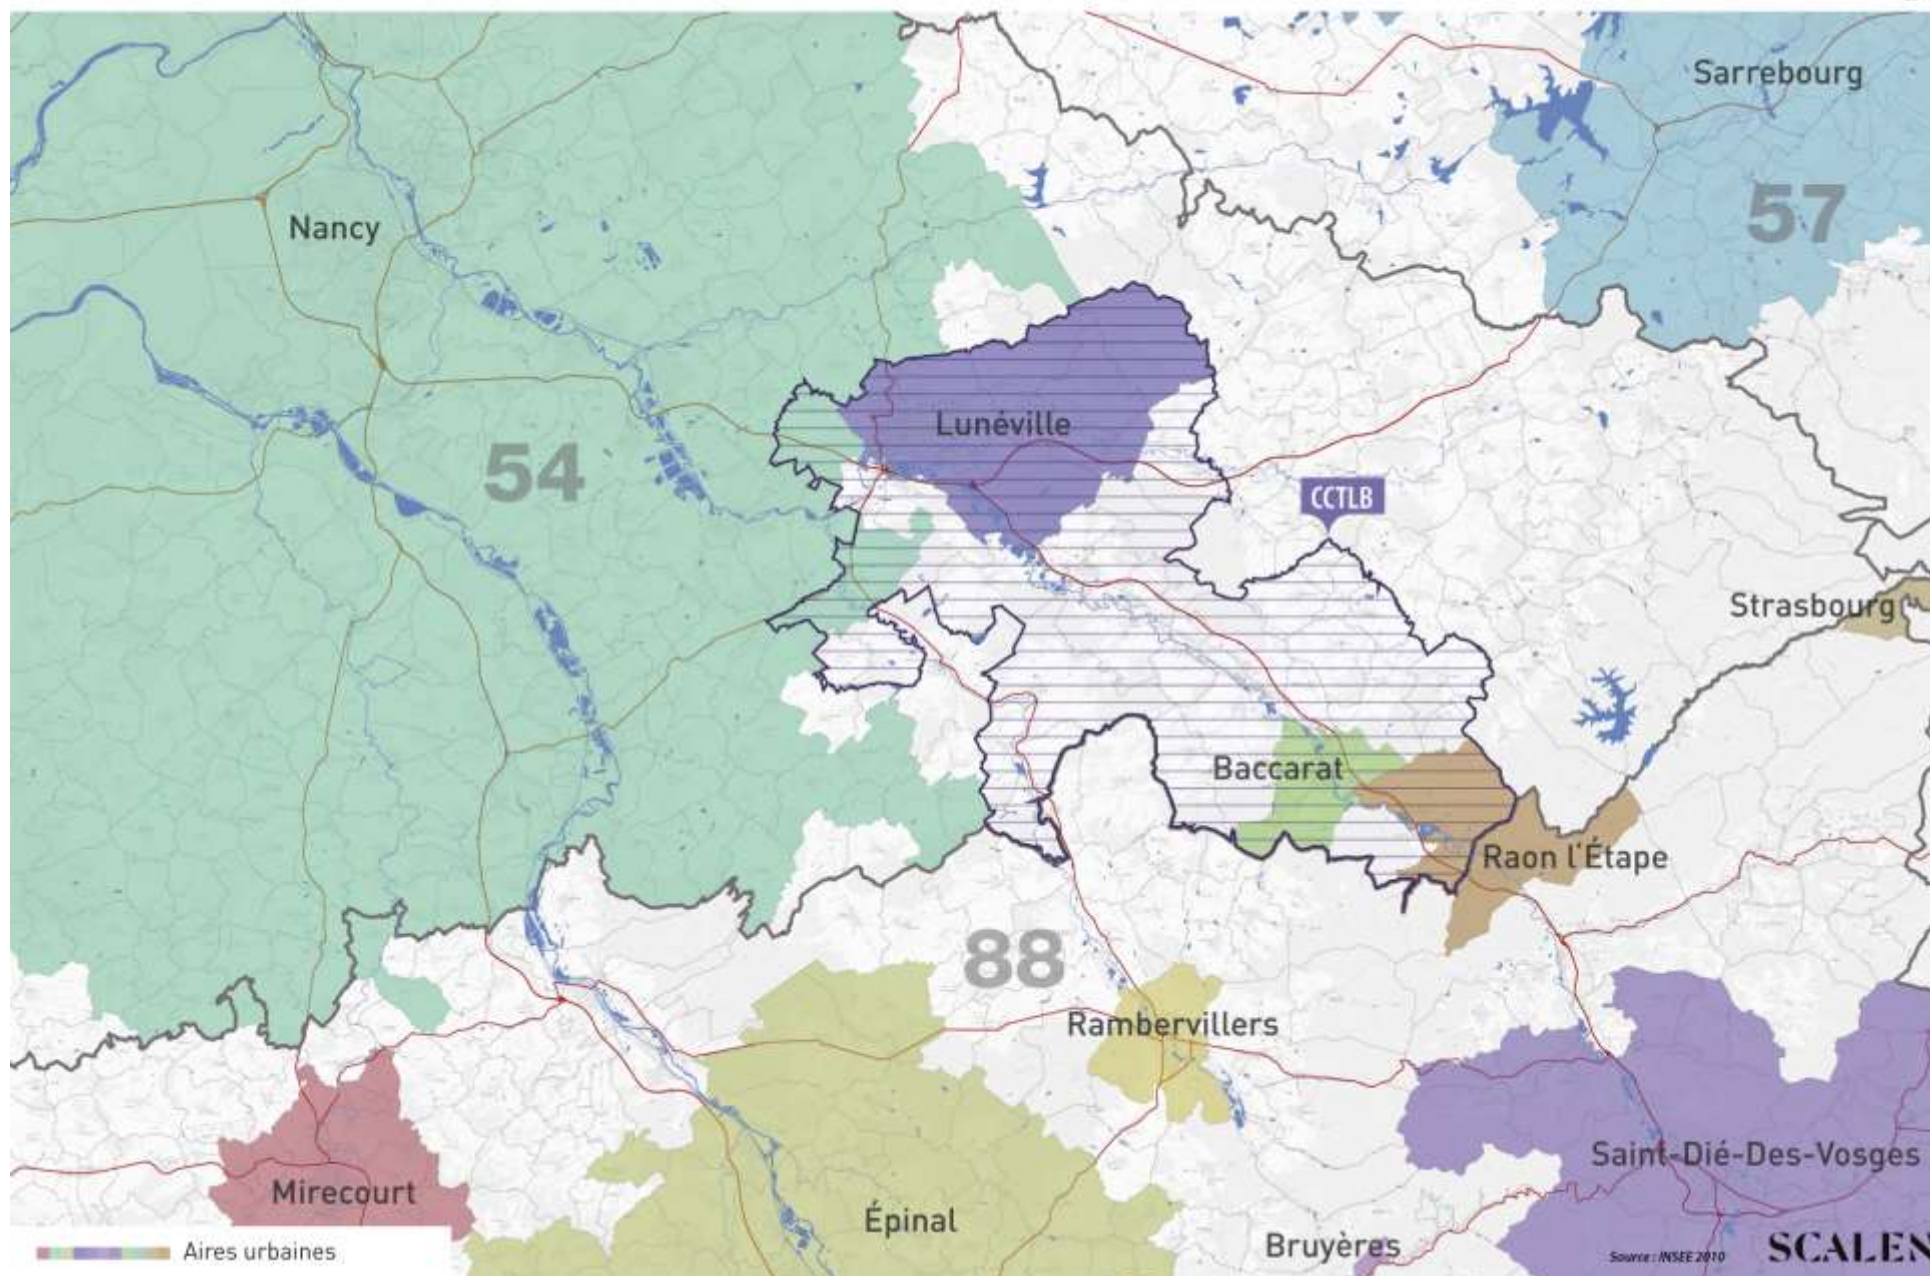 Sarrebourg
57
Nancy
Lunéville
54
CCTLB
Strasbourg
Baccarat
Raon l'Étape
88
Rambervillers
Saint-Dié-Des-Vosges
Mirecourt
Épinal
Bruyères
Aires urbaines
Source : INSEE 2010
SCALEN